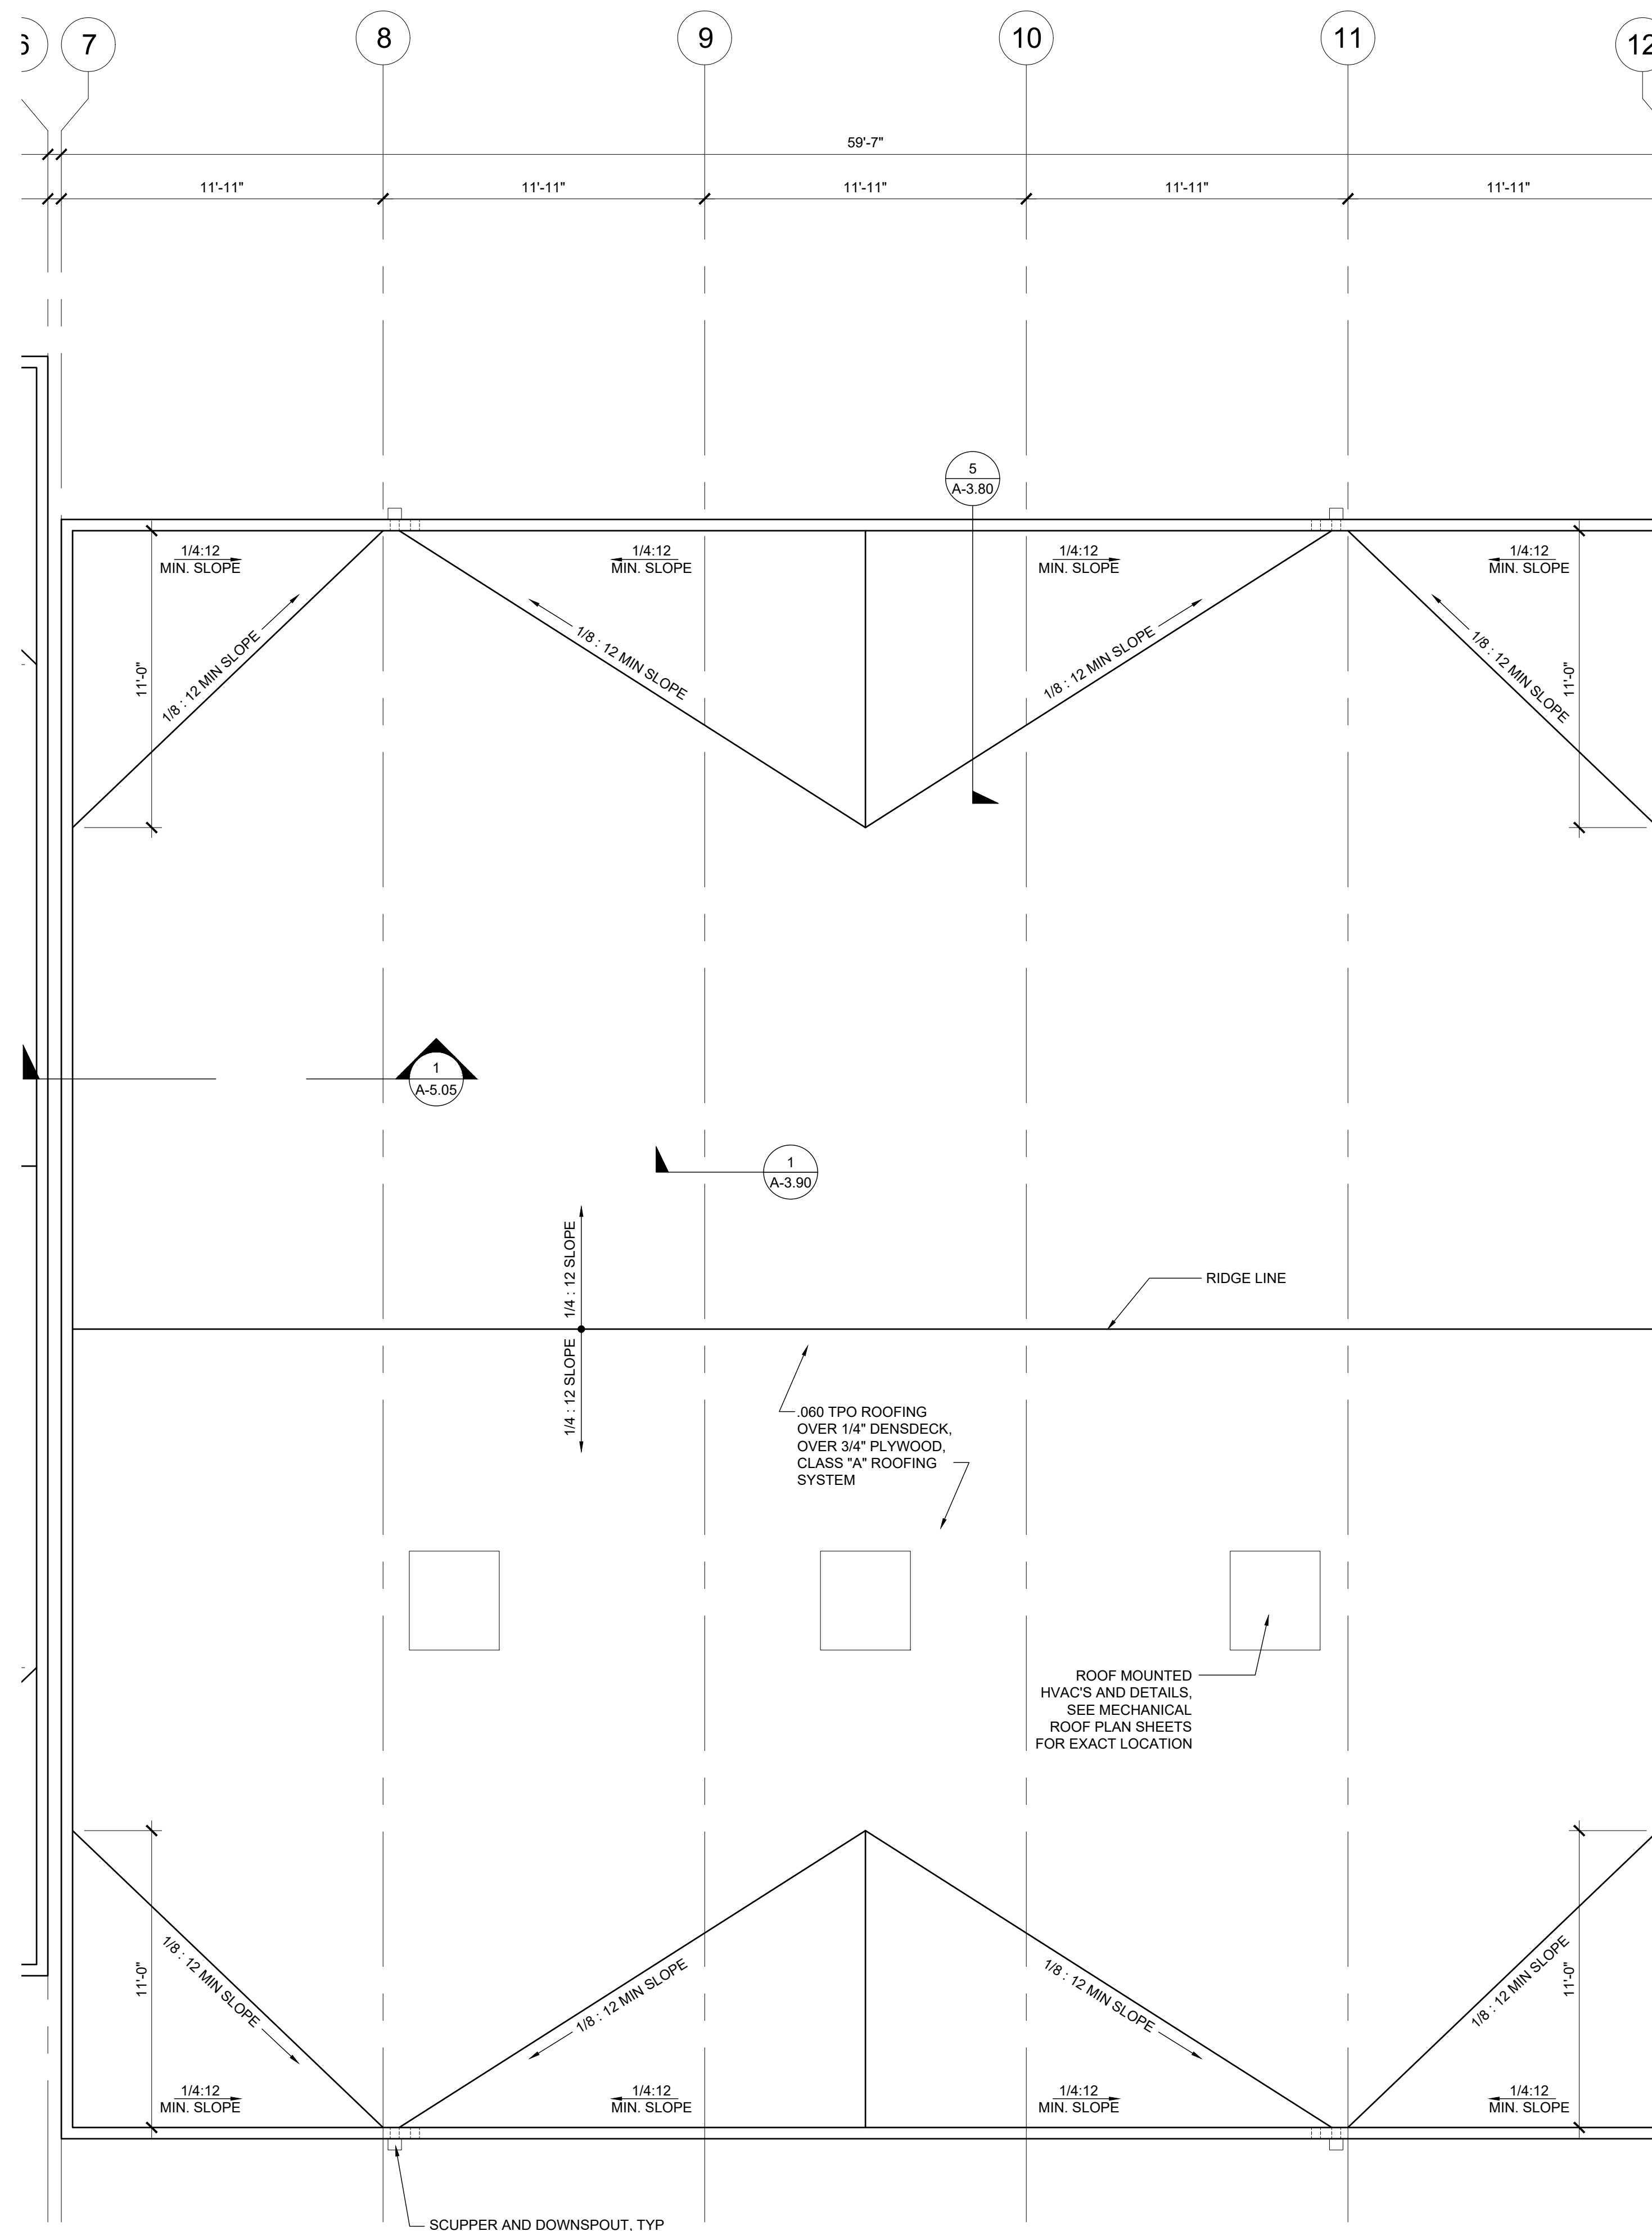 7
8
9
10
11
59'-7"
11'-11"
11'-11"
11'-11"
11'-11"
11'-11"
5
A-3.80
1/4:12
MIN. SLOPE
1/4:12
MIN. SLOPE
1/4:12
MIN. SLOPE
1/4:12
MIN. SLOPE
1/8 : 12 MIN SLOPE
1/8 : 12 MIN SLOPE
1/8 : 12 MIN SLOPE
1/8 : 12 MIN SLOPE
11'-0"
11'-0"
1
A-5.05
1
A-3.90
1/4 : 12 SLOPE
1/4 : 12 SLOPE
RIDGE LINE
.060 TPO ROOFING
OVER 1/4" DENSDECK,
OVER 3/4" PLYWOOD,
CLASS "A" ROOFING
SYSTEM
ROOF MOUNTED
HVAC'S AND DETAILS,
SEE MECHANICAL
ROOF PLAN SHEETS
FOR EXACT LOCATION
11'-0"
11'-0"
1/8 : 12 MIN SLOPE
1/8 : 12 MIN SLOPE
1/8 : 12 MIN SLOPE
1/8 : 12 MIN SLOPE
1/4:12
MIN. SLOPE
1/4:12
MIN. SLOPE
1/4:12
MIN. SLOPE
1/4:12
MIN. SLOPE
SCUPPER AND DOWNSPOUT, TYP